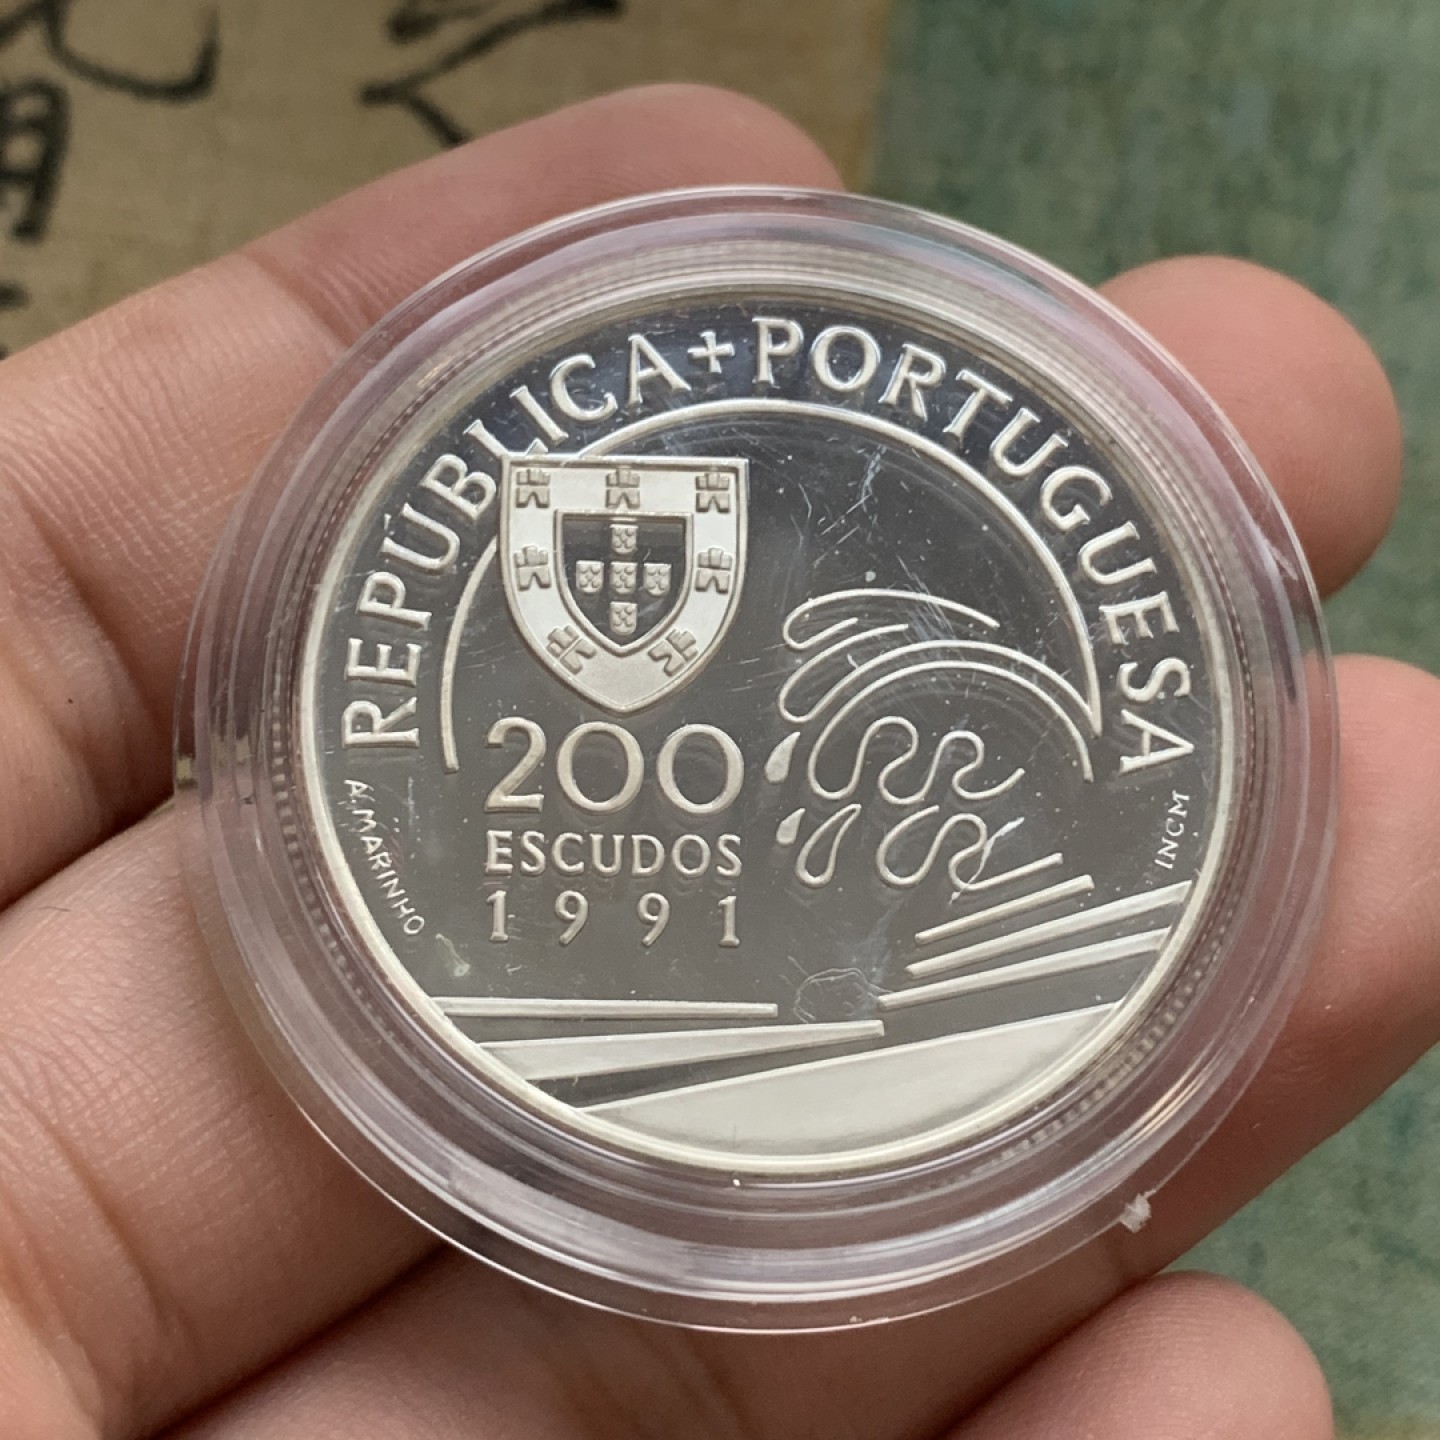 REPÚBLICA+PORTUGUESA
200
ESCUDOS
1991
A. MARINHO
INCM